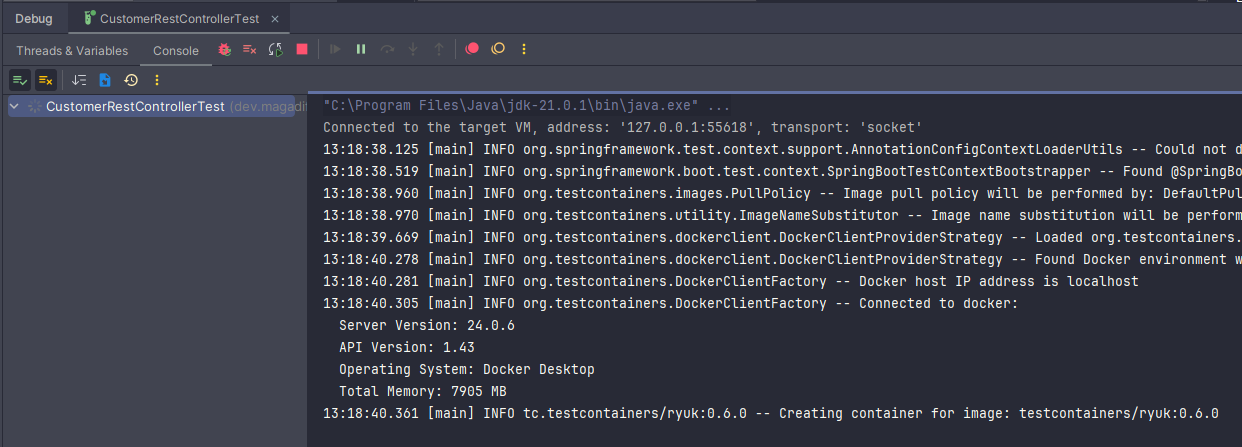 Debug CustomerRestControllerTest
Threads & Variables Console
CustomerRestControllerTest (dev.magadi
"C:\Program Files\Java\jdk-21.0.1\bin\java.exe" ...
Connected to the target VM, address: '127.0.0.1:55618', transport: 'socket'
13:18:38.125 [main] INFO org.springframework.test.context.support.AnnotationConfigContextLoaderUtils -- Could not d
13:18:38.519 [main] INFO org.springframework.boot.test.context.SpringBootTestContextBootstrapper -- Found @SpringBo
13:18:38.960 [main] INFO org.testcontainers.images.PullPolicy -- Image pull policy will be performed by: DefaultPul
13:18:38.970 [main] INFO org.testcontainers.utility.ImageNameSubstitutor -- Image name substitution will be perform
13:18:39.669 [main] INFO org.testcontainers.dockerclient.DockerClientProviderStrategy -- Loaded org.testcontainers.
13:18:40.278 [main] INFO org.testcontainers.dockerclient.DockerClientProviderStrategy -- Found Docker environment w
13:18:40.281 [main] INFO org.testcontainers.DockerClientFactory -- Docker host IP address is localhost
13:18:40.305 [main] INFO org.testcontainers.DockerClientFactory -- Connected to docker:
Server Version: 24.0.6
API Version: 1.43
Operating System: Docker Desktop
Total Memory: 7905 MB
13:18:40.361 [main] INFO tc.testcontainers/ryuk:0.6.0 -- Creating container for image: testcontainers/ryuk:0.6.0